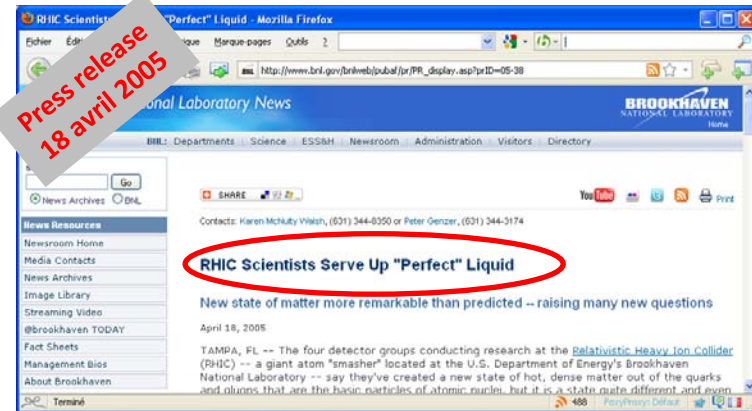 RHIC Scientist "Perfect" Liquid - Mozilla Firefox
Fichier Édit ique Marque-pages Outils ?
Press release
18 avril 2005
http://www.bnl.gov/bnlweb/pubaf/pr/PR_display.asp?prID=05-38
onal Laboratory News
BROOKHAVEN
NATIONAL LABORATORY
Home
BNL: Departments Science ESS&H Newsroom Administration Visitors Directory
Go
News Archives BNL
SHARE
YouTube
Print
Contacts: Karen McNulty Walsh, (631) 344-8350 or Peter Genzer, (631) 344-3174
News Resources
Newsroom Home
Media Contacts
News Archives
Image Library
Streaming Video
@brookhaven TODAY
Fact Sheets
Management Bios
About Brookhaven
RHIC Scientists Serve Up "Perfect" Liquid
New state of matter more remarkable than predicted -- raising many new questions
April 18, 2005
TAMPA, FL -- The four detector groups conducting research at the Relativistic Heavy Ion Collider
(RHIC) -- a giant atom "smasher" located at the U.S. Department of Energy's Brookhaven
National Laboratory -- say they've created a new state of hot, dense matter out of the quarks
and gluons that are the basic particles of atomic nuclei, but it is a state quite different and even
Terminé
488
FoxyProxy: Défaut